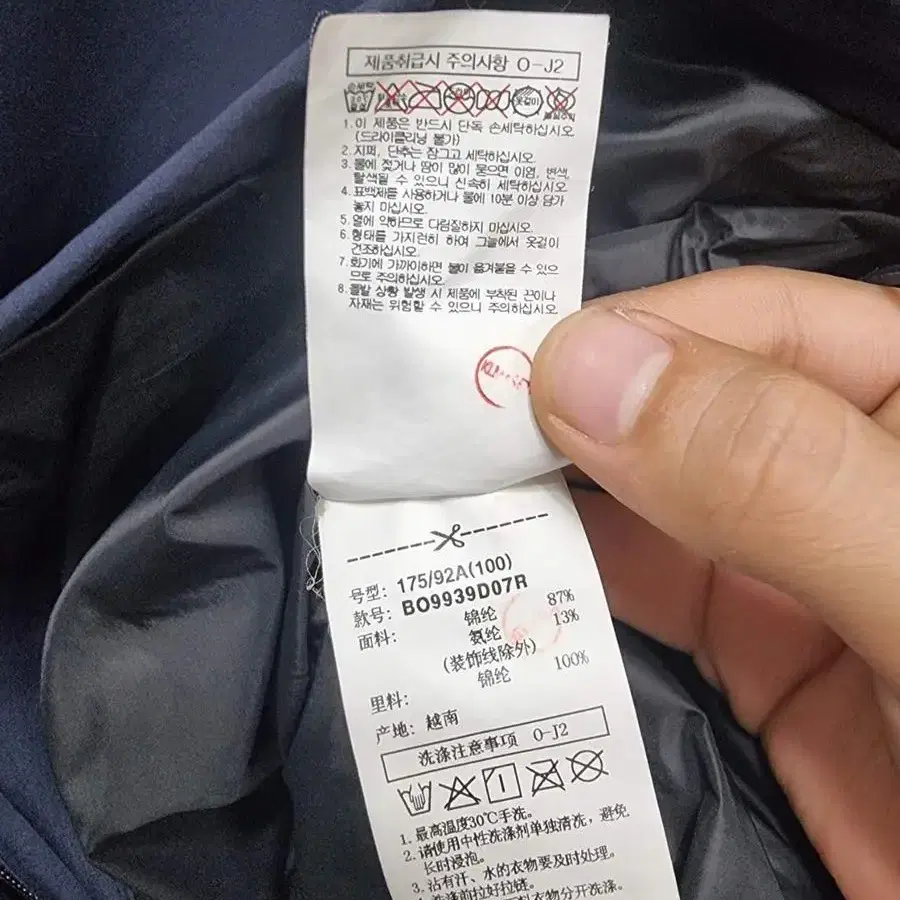 제품취급시 주의사항 O-J2
1. 이 제품은 반드시 단독 손세탁하십시오.
(드라이클리닝 불가)
2. 지퍼, 단추는 잠그고 세탁하십시오.
3. 물에 젖거나 땀이 많이 묻으면 이염, 변색,
탈색될 수 있으니 신속히 세탁하십시오.
4. 표백제를 사용하거나 물에 10분 이상 담가
놓지 마십시오.
5. 열에 약하므로 다림질하지 마십시오.
6. 형태를 가지런히 하여 그늘에서 옷걸이
건조하십시오.
7. 화기에 가까이하면 불이 옮겨붙을 수 있으
므로 주의하십시오.
8. 돌발 상황 발생 시 제품에 부착된 끈이나
자재는 위험할 수 있으니 주의하십시오.
号型: 175/92A(100)
款号: BO9939D07R
面料: 锦纶 87%
氨纶 13%
(装饰线除外)
里料: 锦纶 100%
产地: 越南
洗涤注意事项 O-J2
1. 最高温度30℃手洗。
2. 请使用中性洗涤剂单独清洗，避免
长时浸泡。
3. 沾有汗、水的衣物要及时处理。
4. 洗涤前拉好拉链。
衣物分开洗涤。